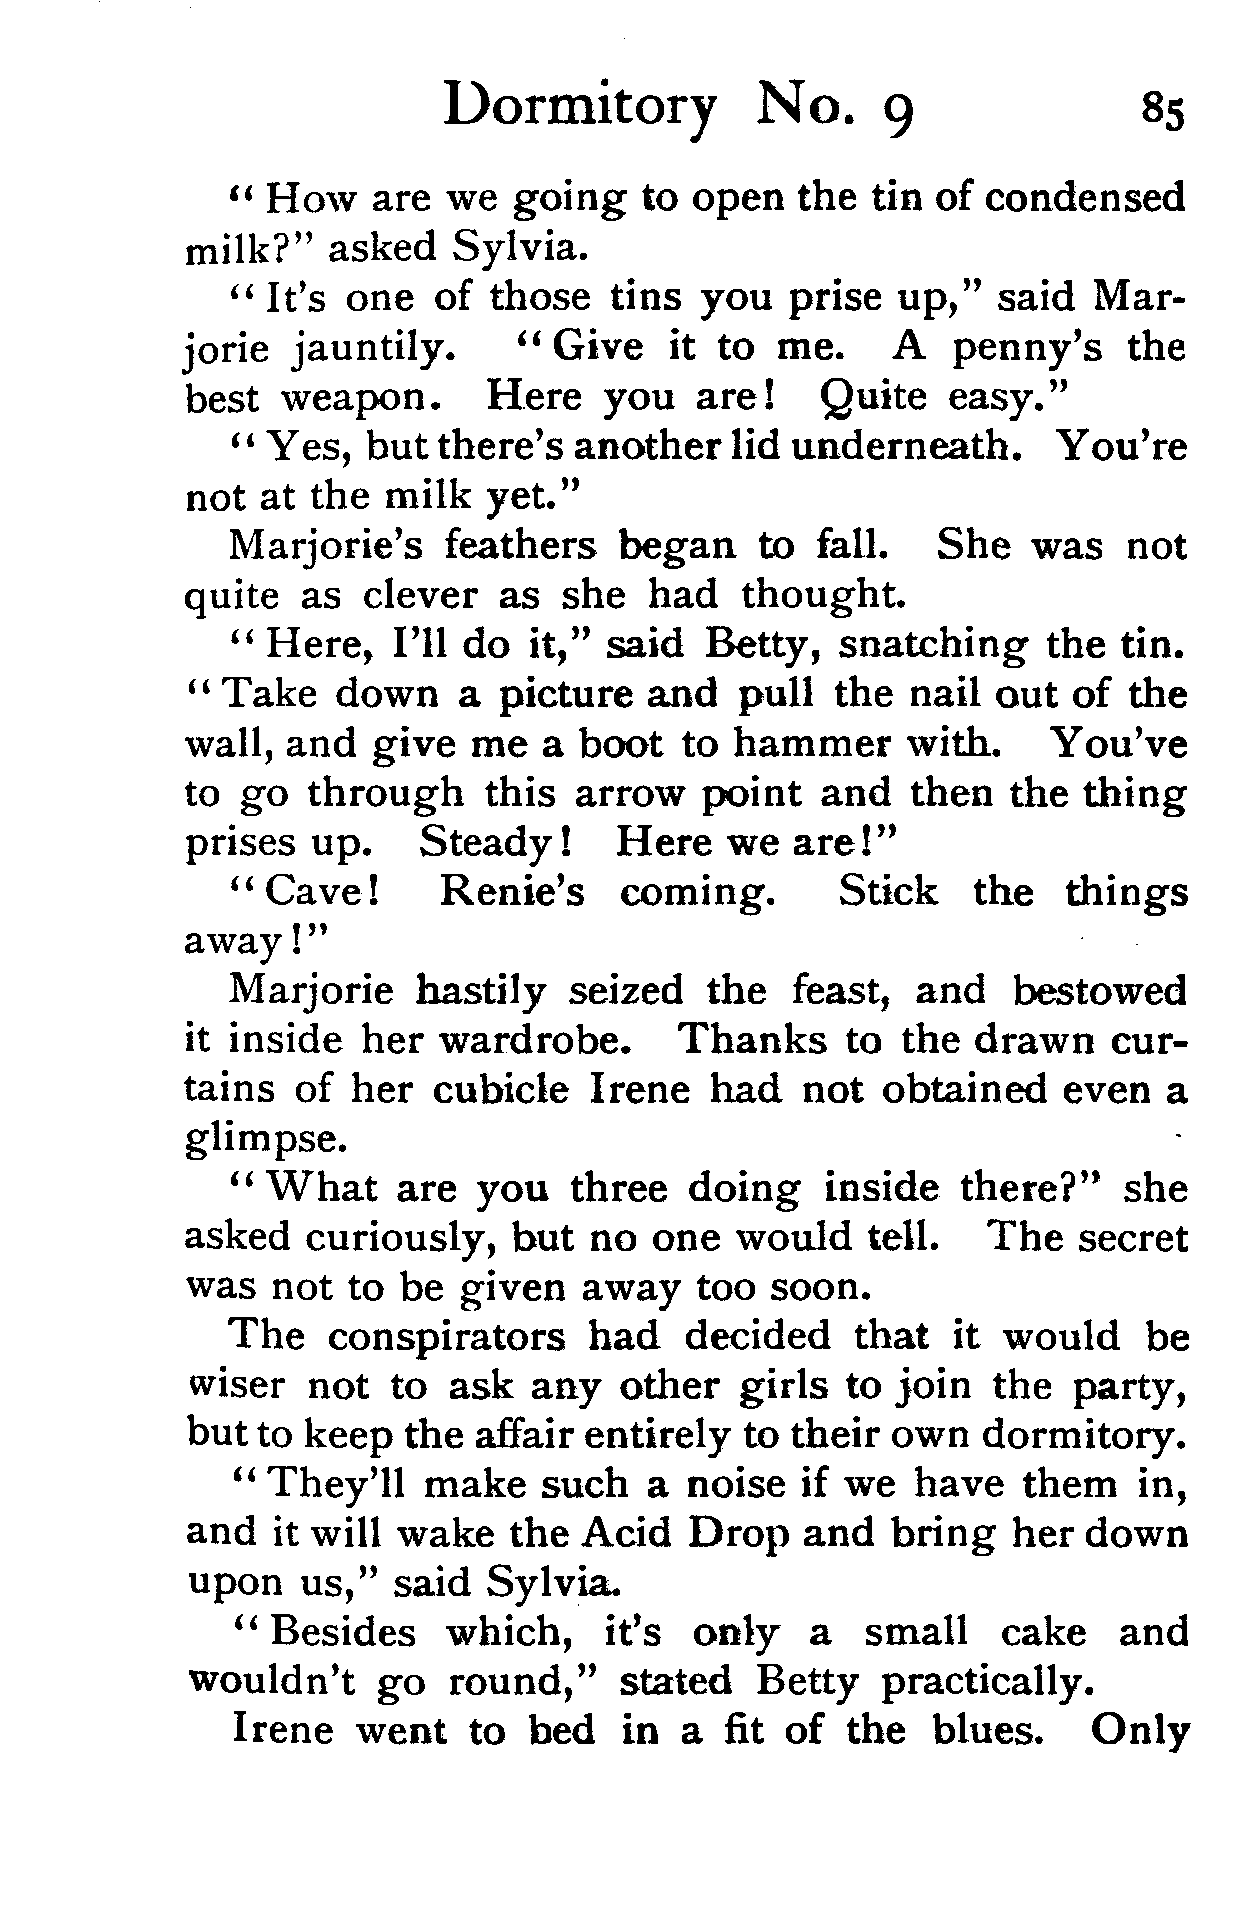 Dormitory No. 9 85
“ How are we going to open the tin of condensed
milk?” asked Sylvia.
“ It's one of those tins you prise up,” said Mar-
jorie jauntily. “ Give it to me. A penny's the
best weapon. Here you are! Quite easy.”
“ Yes, but there's another lid underneath. You're
not at the milk yet.”
Marjorie's feathers began to fall. She was not
quite as clever as she had thought.
“ Here, I'll do it,” said Betty, snatching the tin.
“ Take down a picture and pull the nail out of the
wall, and give me a boot to hammer with. You've
to go through this arrow point and then the thing
prises up. Steady! Here we are!”
“ Cave! Renie's coming. Stick the things
away!”
Marjorie hastily seized the feast, and bestowed
it inside her wardrobe. Thanks to the drawn cur-
tains of her cubicle Irene had not obtained even a
glimpse.
“ What are you three doing inside there?” she
asked curiously, but no one would tell. The secret
was not to be given away too soon.
The conspirators had decided that it would be
wiser not to ask any other girls to join the party,
but to keep the affair entirely to their own dormitory.
“ They'll make such a noise if we have them in,
and it will wake the Acid Drop and bring her down
upon us,” said Sylvia.
“ Besides which, it's only a small cake and
wouldn't go round,” stated Betty practically.
Irene went to bed in a fit of the blues. Only